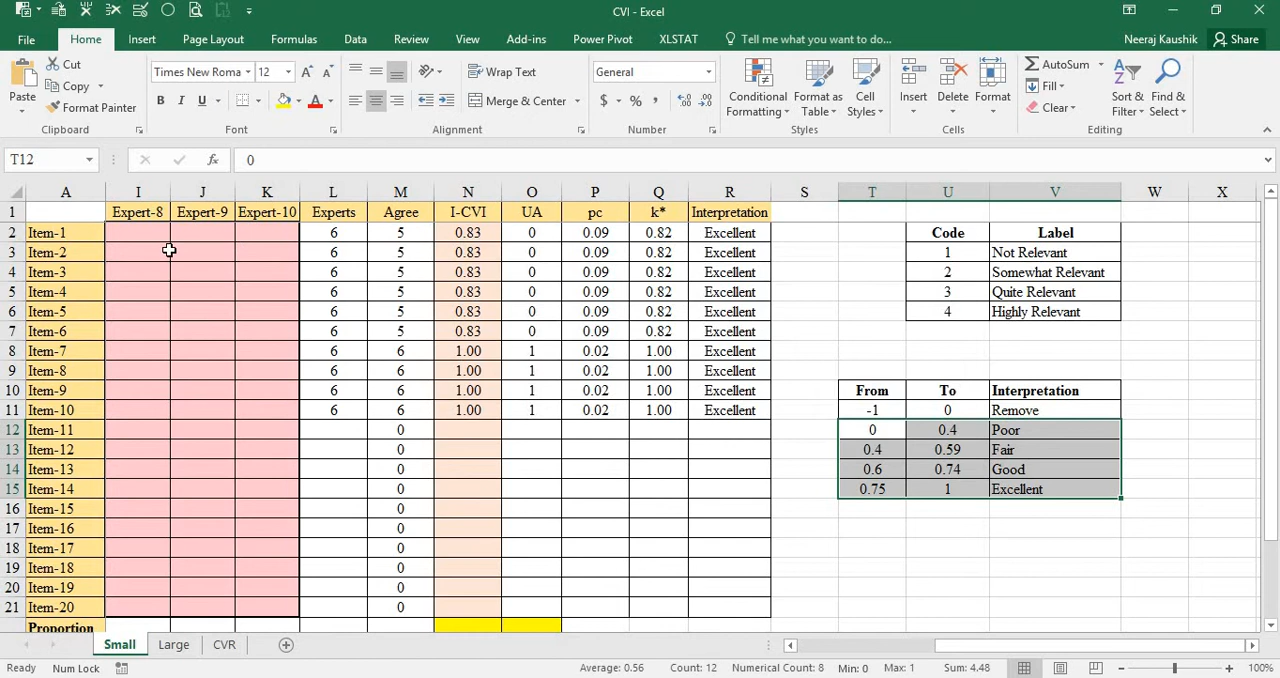 CVI - Excel
File Home Insert Page Layout Formulas Data Review View Add-ins Power Pivot XLSTAT Tell me what you want to do... Neeraj Kaushik Share
Paste Cut Copy Format Painter Clipboard
Times New Roma 12 A A B I U A Font
Wrap Text Merge & Center Alignment
General $ % , Number
Conditional Formatting Format as Table Cell Styles Styles
Insert Delete Format Cells
AutoSum Fill Clear Sort & Filter Find & Select Editing
T12 fx 0
A I J K L M N O P Q R S T U V W X
1 Expert-8 Expert-9 Expert-10 Experts Agree I-CVI UA pc k* Interpretation
2 Item-1 6 5 0.83 0 0.09 0.82 Excellent Code Label
3 Item-2 6 5 0.83 0 0.09 0.82 Excellent 1 Not Relevant
4 Item-3 6 5 0.83 0 0.09 0.82 Excellent 2 Somewhat Relevant
5 Item-4 6 5 0.83 0 0.09 0.82 Excellent 3 Quite Relevant
6 Item-5 6 5 0.83 0 0.09 0.82 Excellent 4 Highly Relevant
7 Item-6 6 5 0.83 0 0.09 0.82 Excellent
8 Item-7 6 6 1.00 1 0.02 1.00 Excellent
9 Item-8 6 6 1.00 1 0.02 1.00 Excellent
10 Item-9 6 6 1.00 1 0.02 1.00 Excellent From To Interpretation
11 Item-10 6 6 1.00 1 0.02 1.00 Excellent -1 0 Remove
12 Item-11 0 0 0.4 Poor
13 Item-12 0 0.4 0.59 Fair
14 Item-13 0 0.6 0.74 Good
15 Item-14 0 0.75 1 Excellent
16 Item-15 0
17 Item-16 0
18 Item-17 0
19 Item-18 0
20 Item-19 0
21 Item-20 0
Proportion
Small Large CVR
Ready Num Lock Average: 0.56 Count: 12 Numerical Count: 8 Min: 0 Max: 1 Sum: 4.48 100%